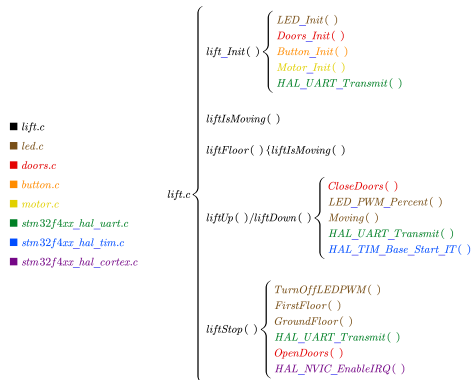 lift.c
led.c
doors.c
button.c
motor.c
stm32f4xx_hal_uart.c
stm32f4xx_hal_tim.c
stm32f4xx_hal_cortex.c
lift.c
lift_Init( )
LED_Init( )
Doors_Init( )
Button_Init( )
Motor_Init( )
HAL_UART_Transmit( )
liftIsMoving( )
liftFloor( ) {liftIsMoving( )
liftUp( )/liftDown( )
CloseDoors( )
LED_PWM_Percent( )
Moving( )
HAL_UART_Transmit( )
HAL_TIM_Base_Start_IT( )
liftStop( )
TurnOffLEDPWM( )
FirstFloor( )
GroundFloor( )
HAL_UART_Transmit( )
OpenDoors( )
HAL_NVIC_EnableIRQ( )